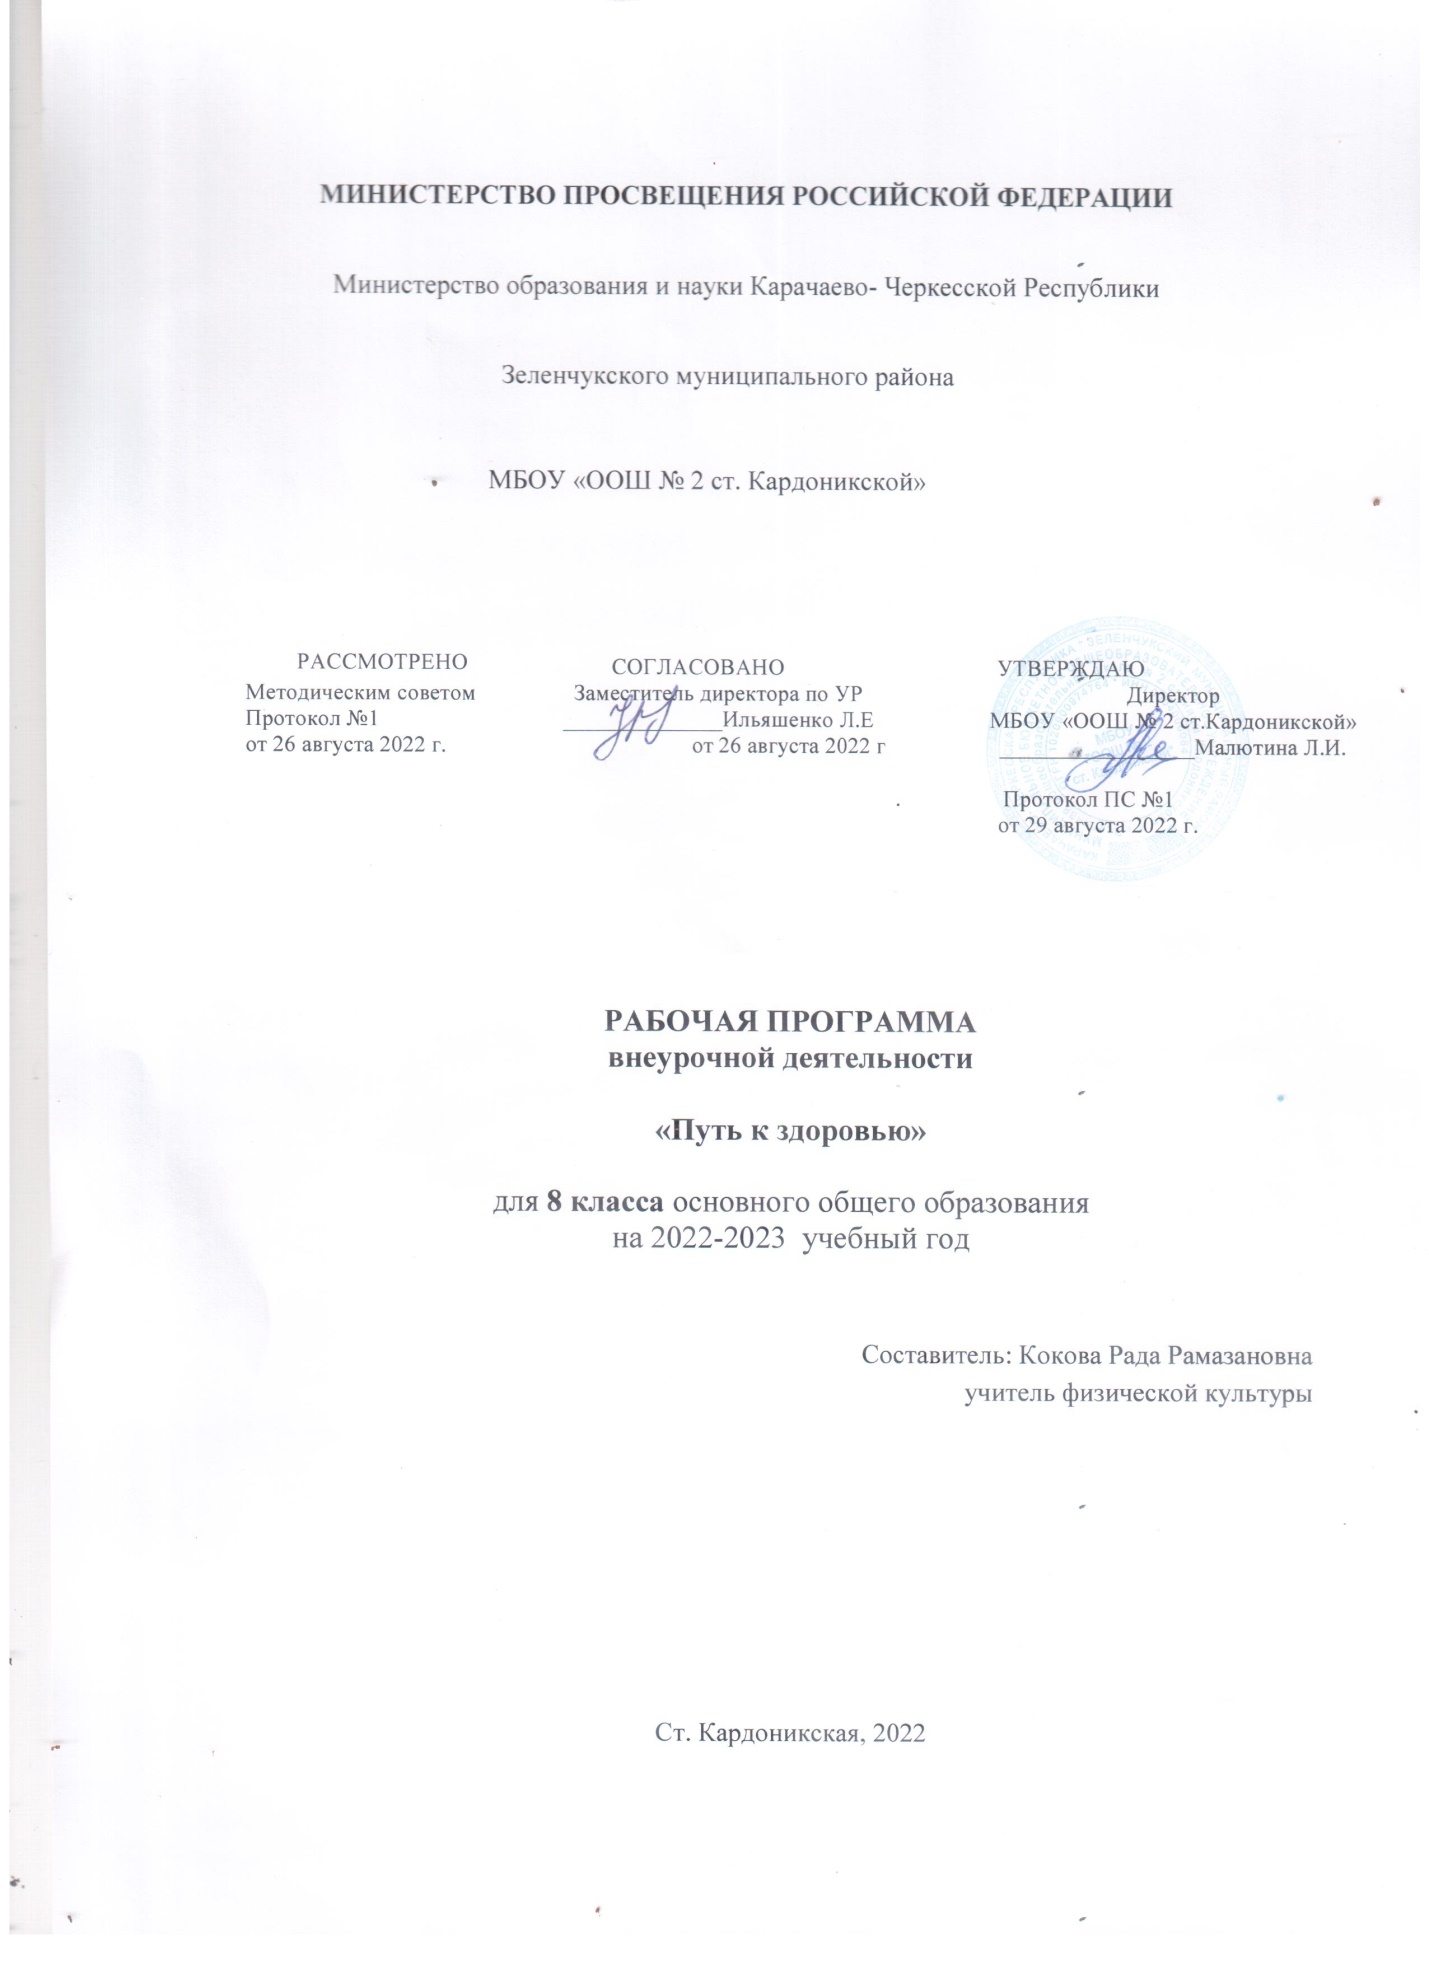 МИНИСТЕРСТВО ПРОСВЕЩЕНИЯ РОССИЙСКОЙ ФЕДЕРАЦИИ
Министерство образования и науки Карачаево- Черкесской Республики
Зеленчукского муниципального района
МБОУ «ООШ № 2 ст. Кардоникской»
РАССМОТРЕНО
Методическим советом
Протокол №1
от 26 августа 2022 г.
СОГЛАСОВАНО
Заместитель директора по УР
Ильяшенко Л.Е
от 26 августа 2022 г
УТВЕРЖДАЮ
Директор
МБОУ «ООШ № 2 ст.Кардоникской»
Малютина Л.И.
Протокол ПС №1
от 29 августа 2022 г.
РАБОЧАЯ ПРОГРАММА
внеурочной деятельности
«Путь к здоровью»
для 8 класса основного общего образования
на 2022-2023 учебный год
Составитель: Кокова Рада Рамазановна
учитель физической культуры
Ст. Кардоникская, 2022